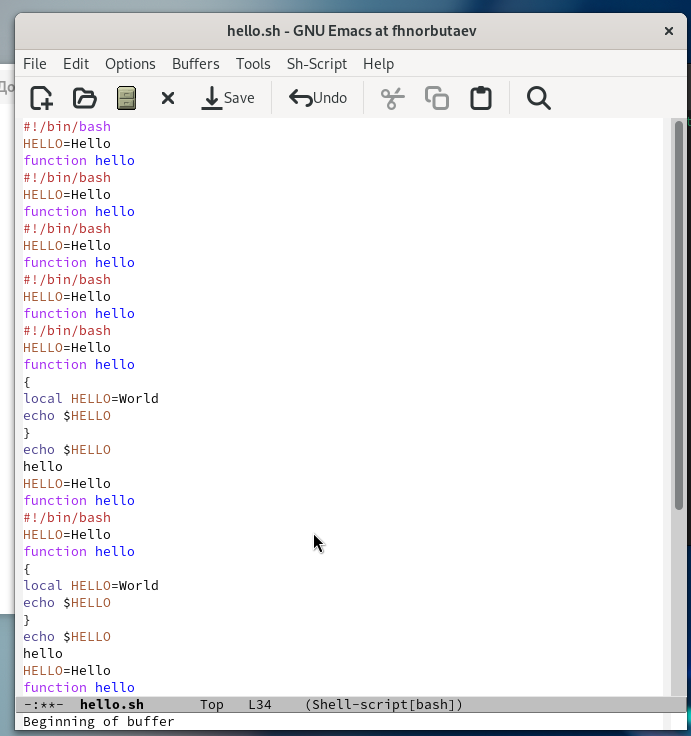 hello.sh - GNU Emacs at fhnorbutaev
До
File Edit Options Buffers Tools Sh-Script Help
Save Undo
#!/bin/bash
HELLO=Hello
function hello
#!/bin/bash
HELLO=Hello
function hello
#!/bin/bash
HELLO=Hello
function hello
#!/bin/bash
HELLO=Hello
function hello
#!/bin/bash
HELLO=Hello
function hello
{
local HELLO=World
echo $HELLO
}
echo $HELLO
hello
HELLO=Hello
function hello
#!/bin/bash
HELLO=Hello
function hello
{
local HELLO=World
echo $HELLO
}
echo $HELLO
hello
HELLO=Hello
function hello
-:**- hello.sh Top L34 (Shell-script[bash])
Beginning of buffer